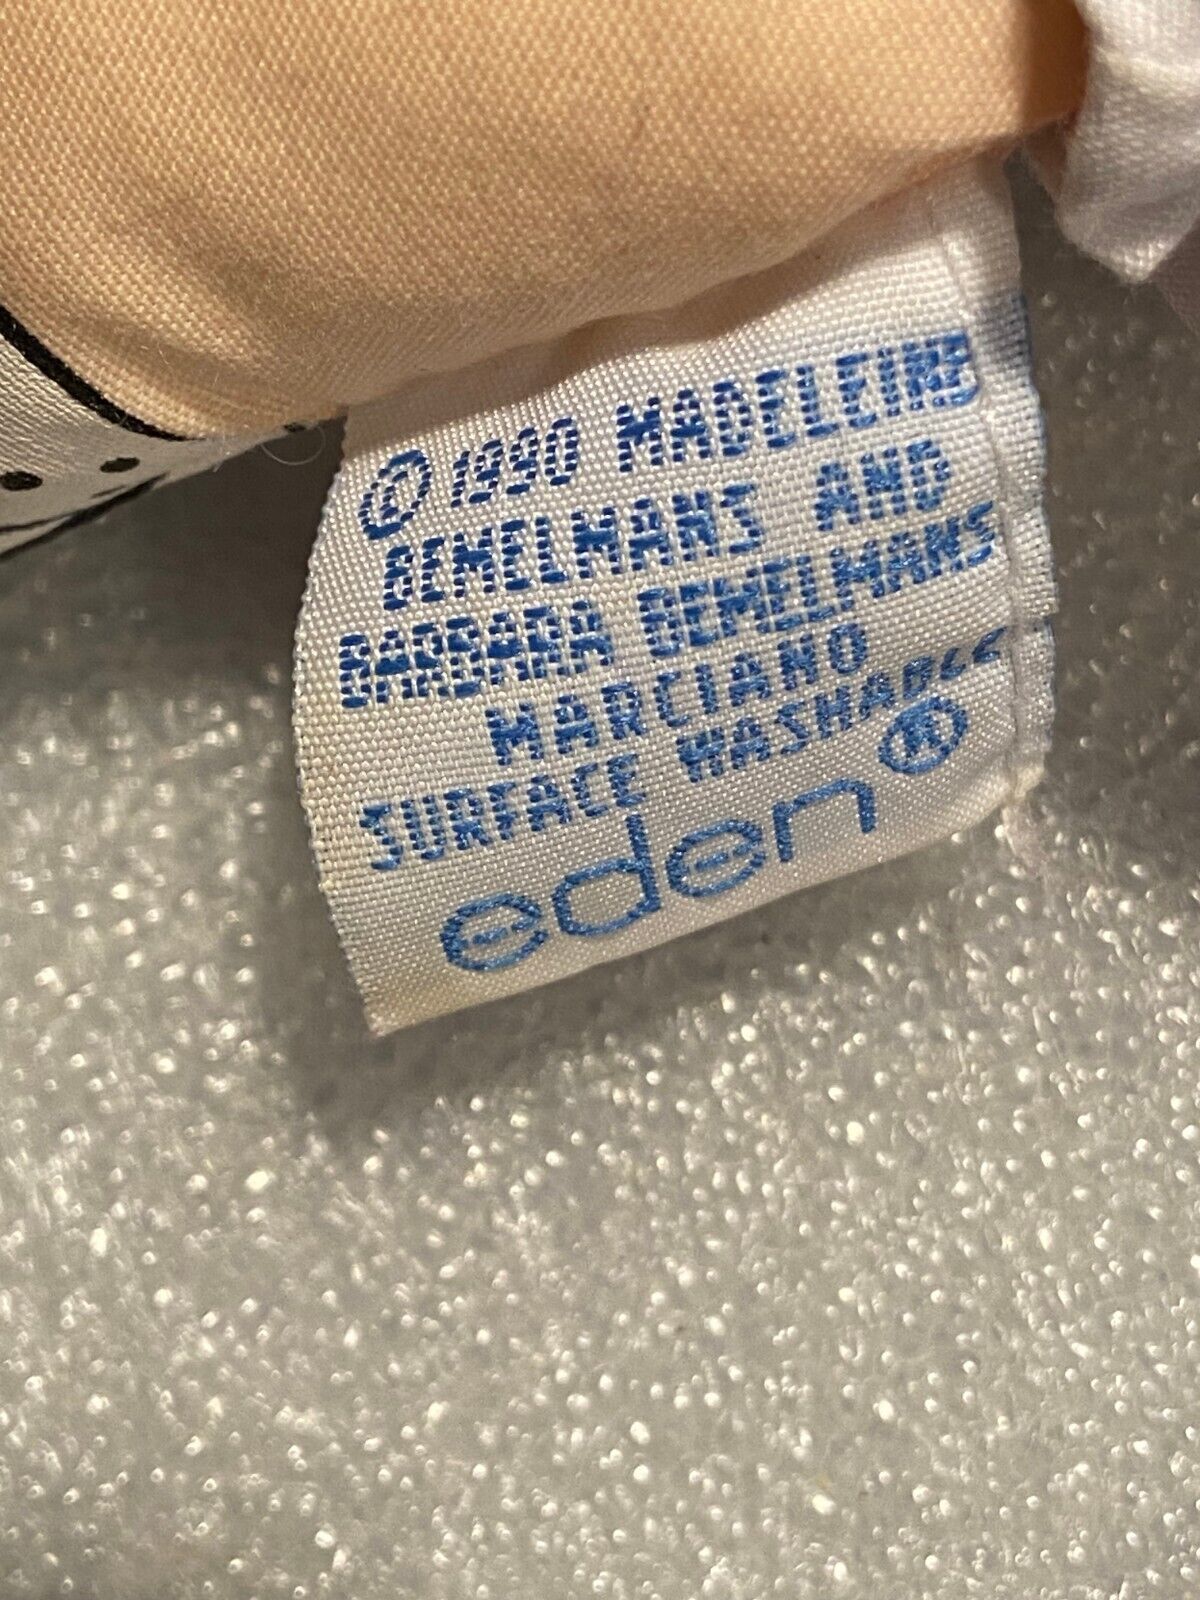 © 1990 MADELEINE
BEMELMANS AND
BARBARA BEMELMANS
MARCIANO
SURFACE WASHABLE
eden®